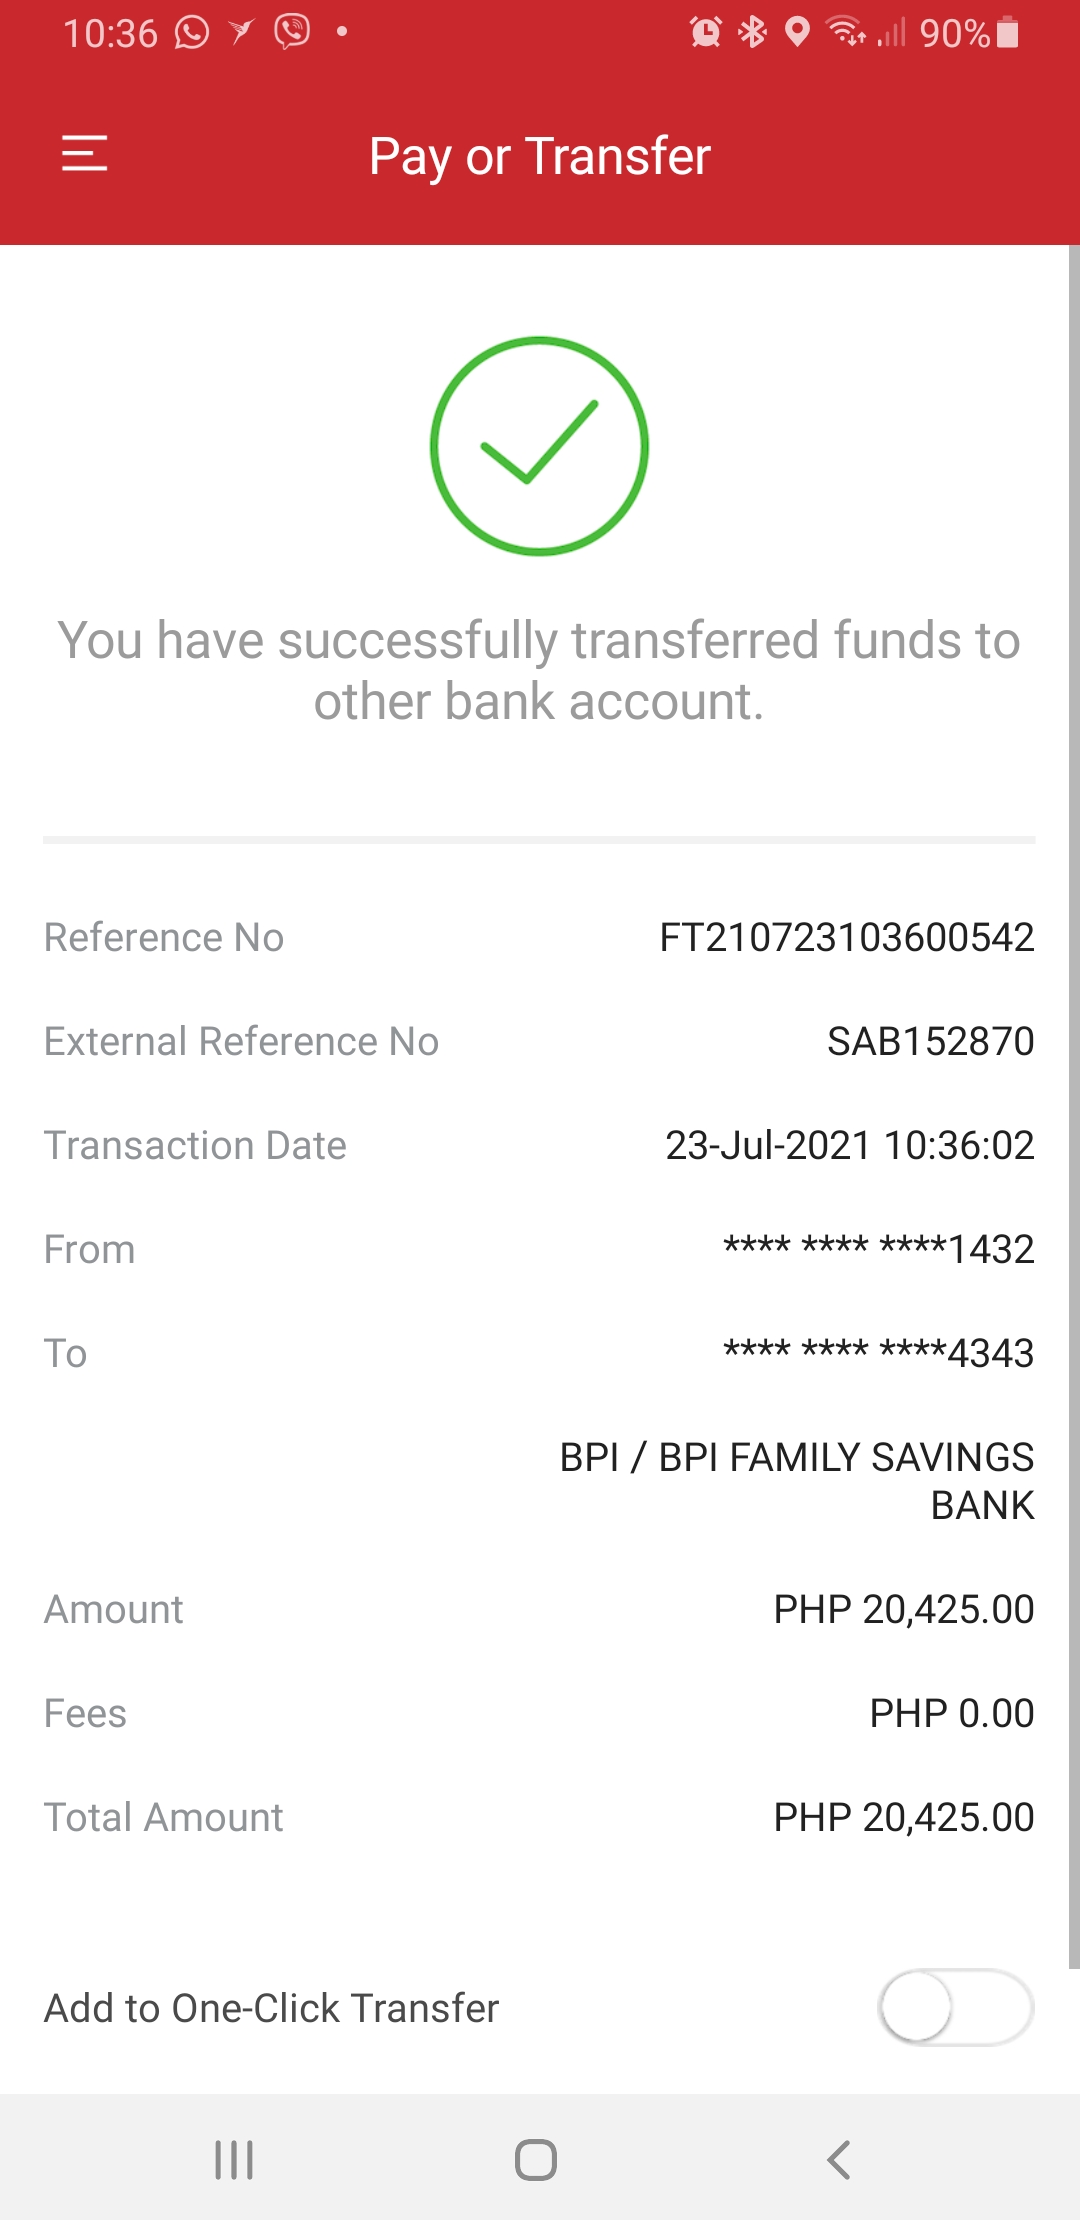 10:36 90%
Pay or Transfer
You have successfully transferred funds to
other bank account.
Reference No FT210723103600542
External Reference No SAB152870
Transaction Date 23-Jul-2021 10:36:02
From **** **** ****1432
To **** **** ****4343
BPI / BPI FAMILY SAVINGS
BANK
Amount PHP 20,425.00
Fees PHP 0.00
Total Amount PHP 20,425.00
Add to One-Click Transfer